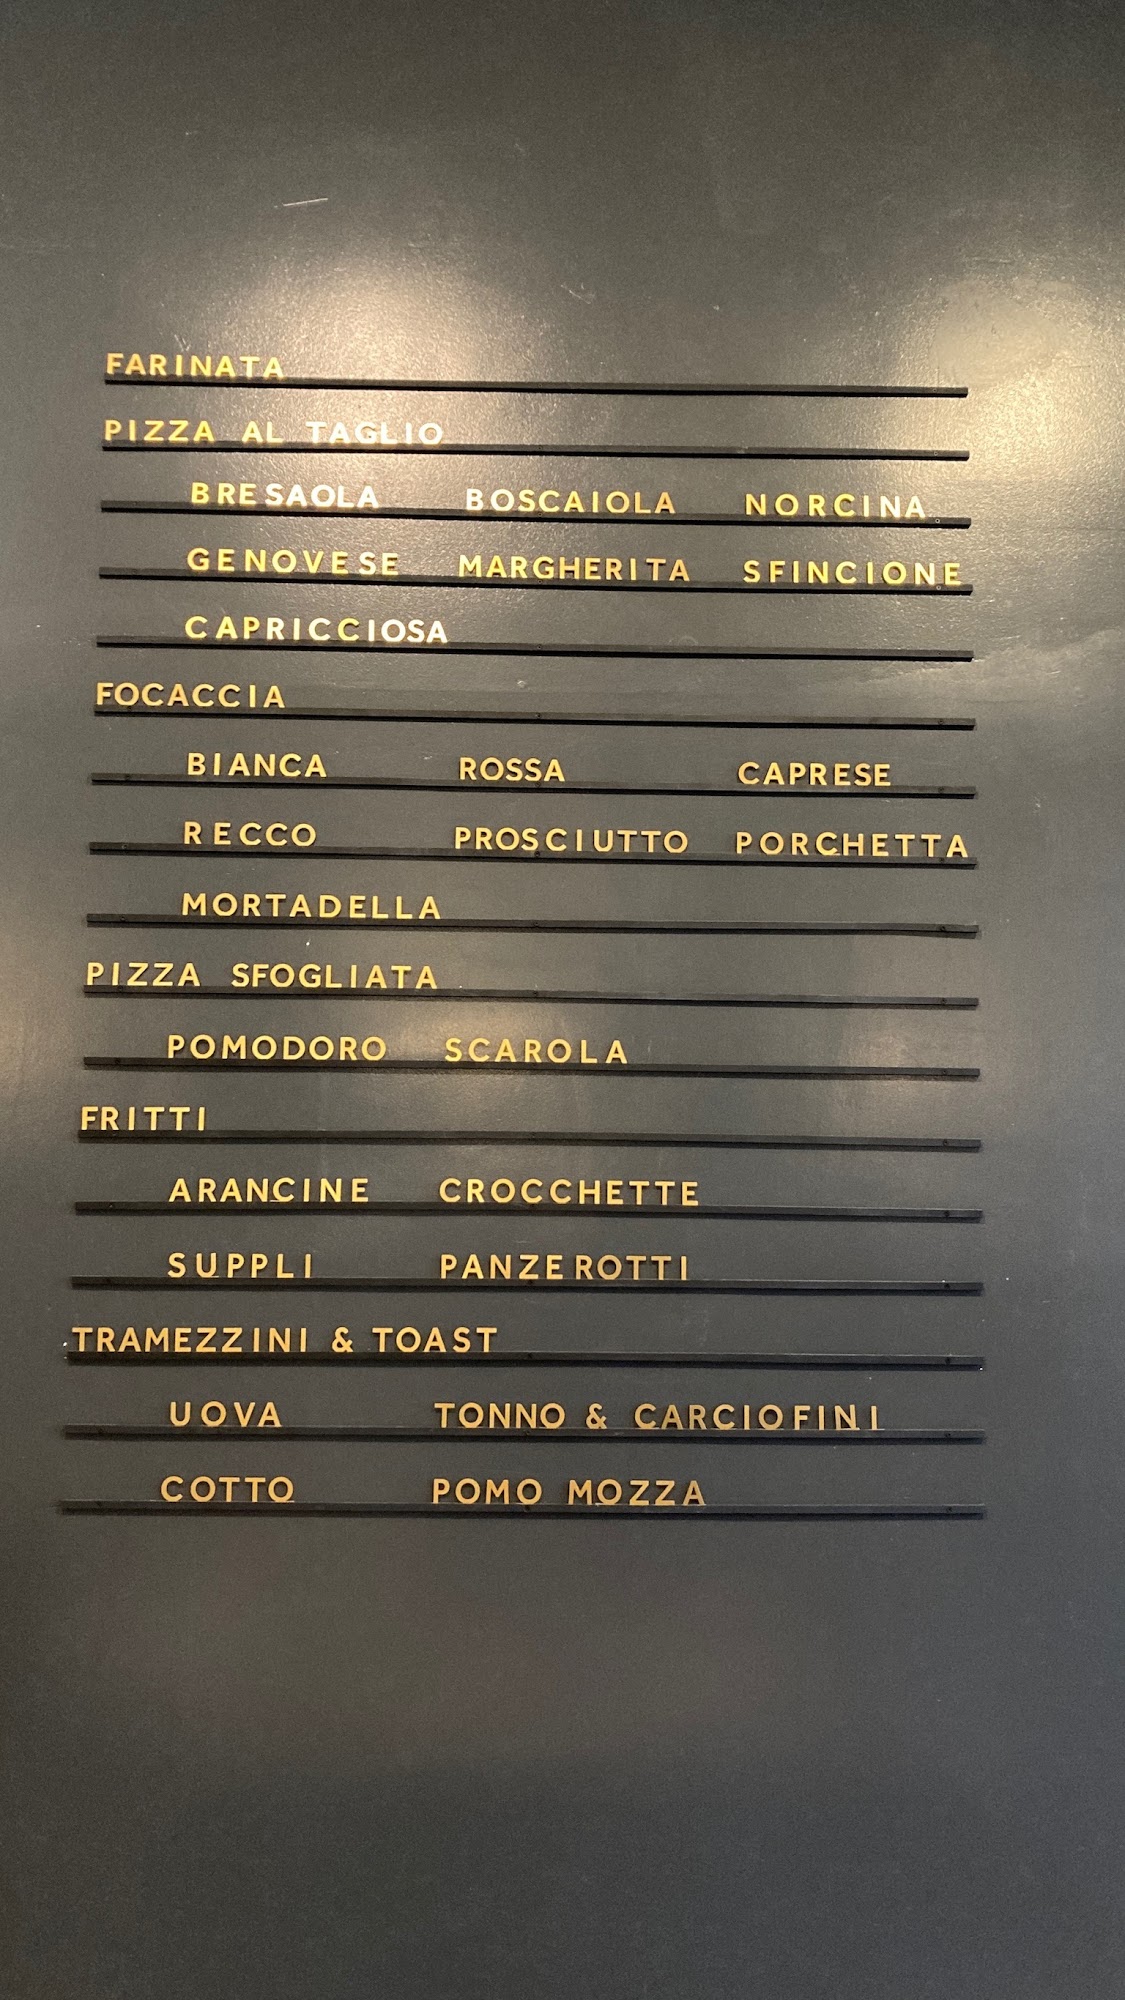 FARINATA
PIZZA AL TAGLIO
BRESAOLA BOSCAIOLA NORCINA
GENOVESE MARGHERITA SFINCIONE
CAPRICCIOSA
FOCACCIA
BIANCA ROSSA CAPRESE
RECCO PROSCIUTTO PORCHETTA
MORTADELLA
PIZZA SFOGLIATA
POMODORO SCAROLA
FRITTI
ARANCINE CROCCHETTE
SUPPLI PANZEROTTI
TRAMEZZINI & TOAST
UOVA TONNO & CARCIOFINI
COTTO POMO MOZZA